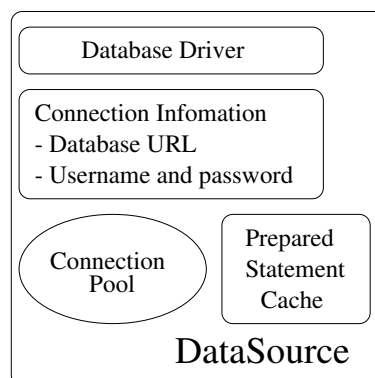 Database Driver
Connection Infomation
- Database URL
- Username and password
Connection
Pool
Prepared
Statement
Cache
DataSource